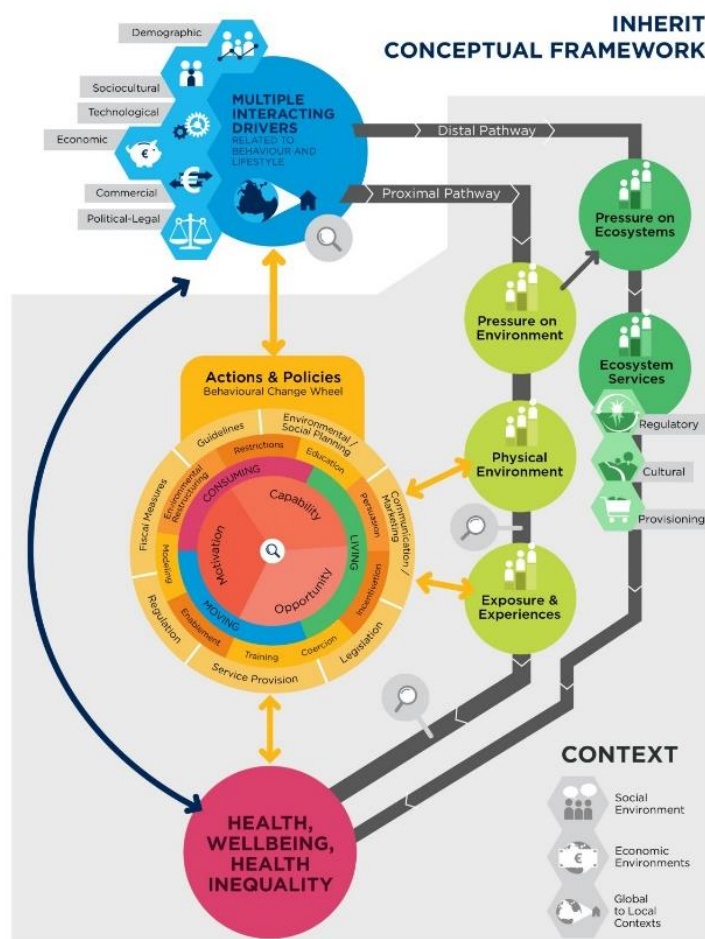 INHERIT
CONCEPTUAL FRAMEWORK
Demographic
Sociocultural
Technological
Economic
Commercial
Political-Legal
MULTIPLE
INTERACTING
DRIVERS
RELATED TO
BEHAVIOUR AND
LIFESTYLE
Distal Pathway
Proximal Pathway
Pressure on
Ecosystems
Pressure on
Environment
Ecosystem
Services
Regulatory
Cultural
Provisioning
Physical
Environment
Exposure &
Experiences
Actions & Policies
Behavioural Change Wheel
Guidelines
Environmental /
Social Planning
Communication /
Marketing
Legislation
Service Provision
Regulation
Fiscal Measures
Restrictions
Education
Persuasion
Incentivation
Coercion
Training
Enablement
Modeling
Environmental
Restructuring
CONSUMING
LIVING
MOVING
Capability
Motivation
Opportunity
HEALTH,
WELLBEING,
HEALTH
INEQUALITY
CONTEXT
Social
Environment
Economic
Environments
Global
to Local
Contexts